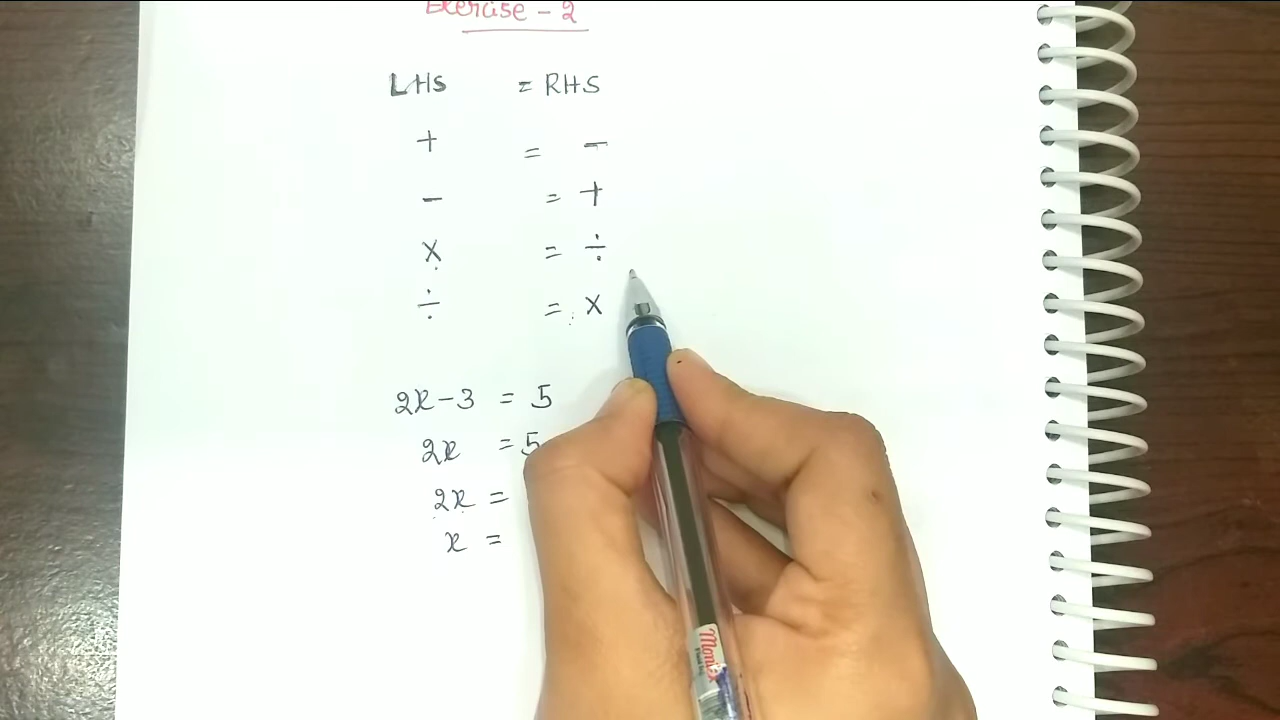 Exercise - 2
LHS = RHS
+ = -
- = +
x = ÷
÷ = x
2x - 3 = 5
2x = 5
2x =
x =